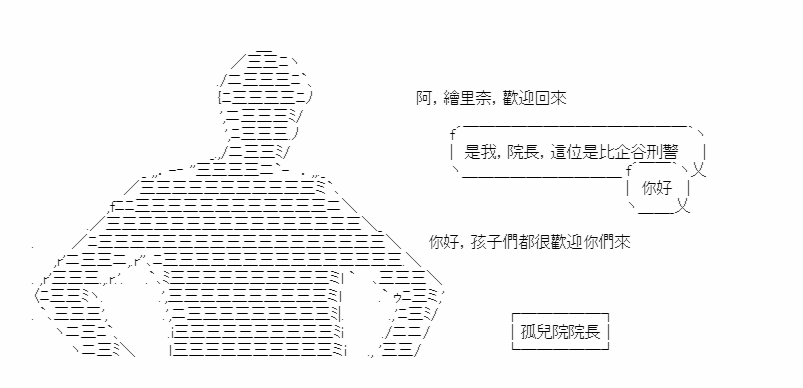 阿，繪里奈，歡迎回來
是我，院長，這位是比企谷刑警
你好
你好，孩子們都很歡迎你們來
孤兒院院長